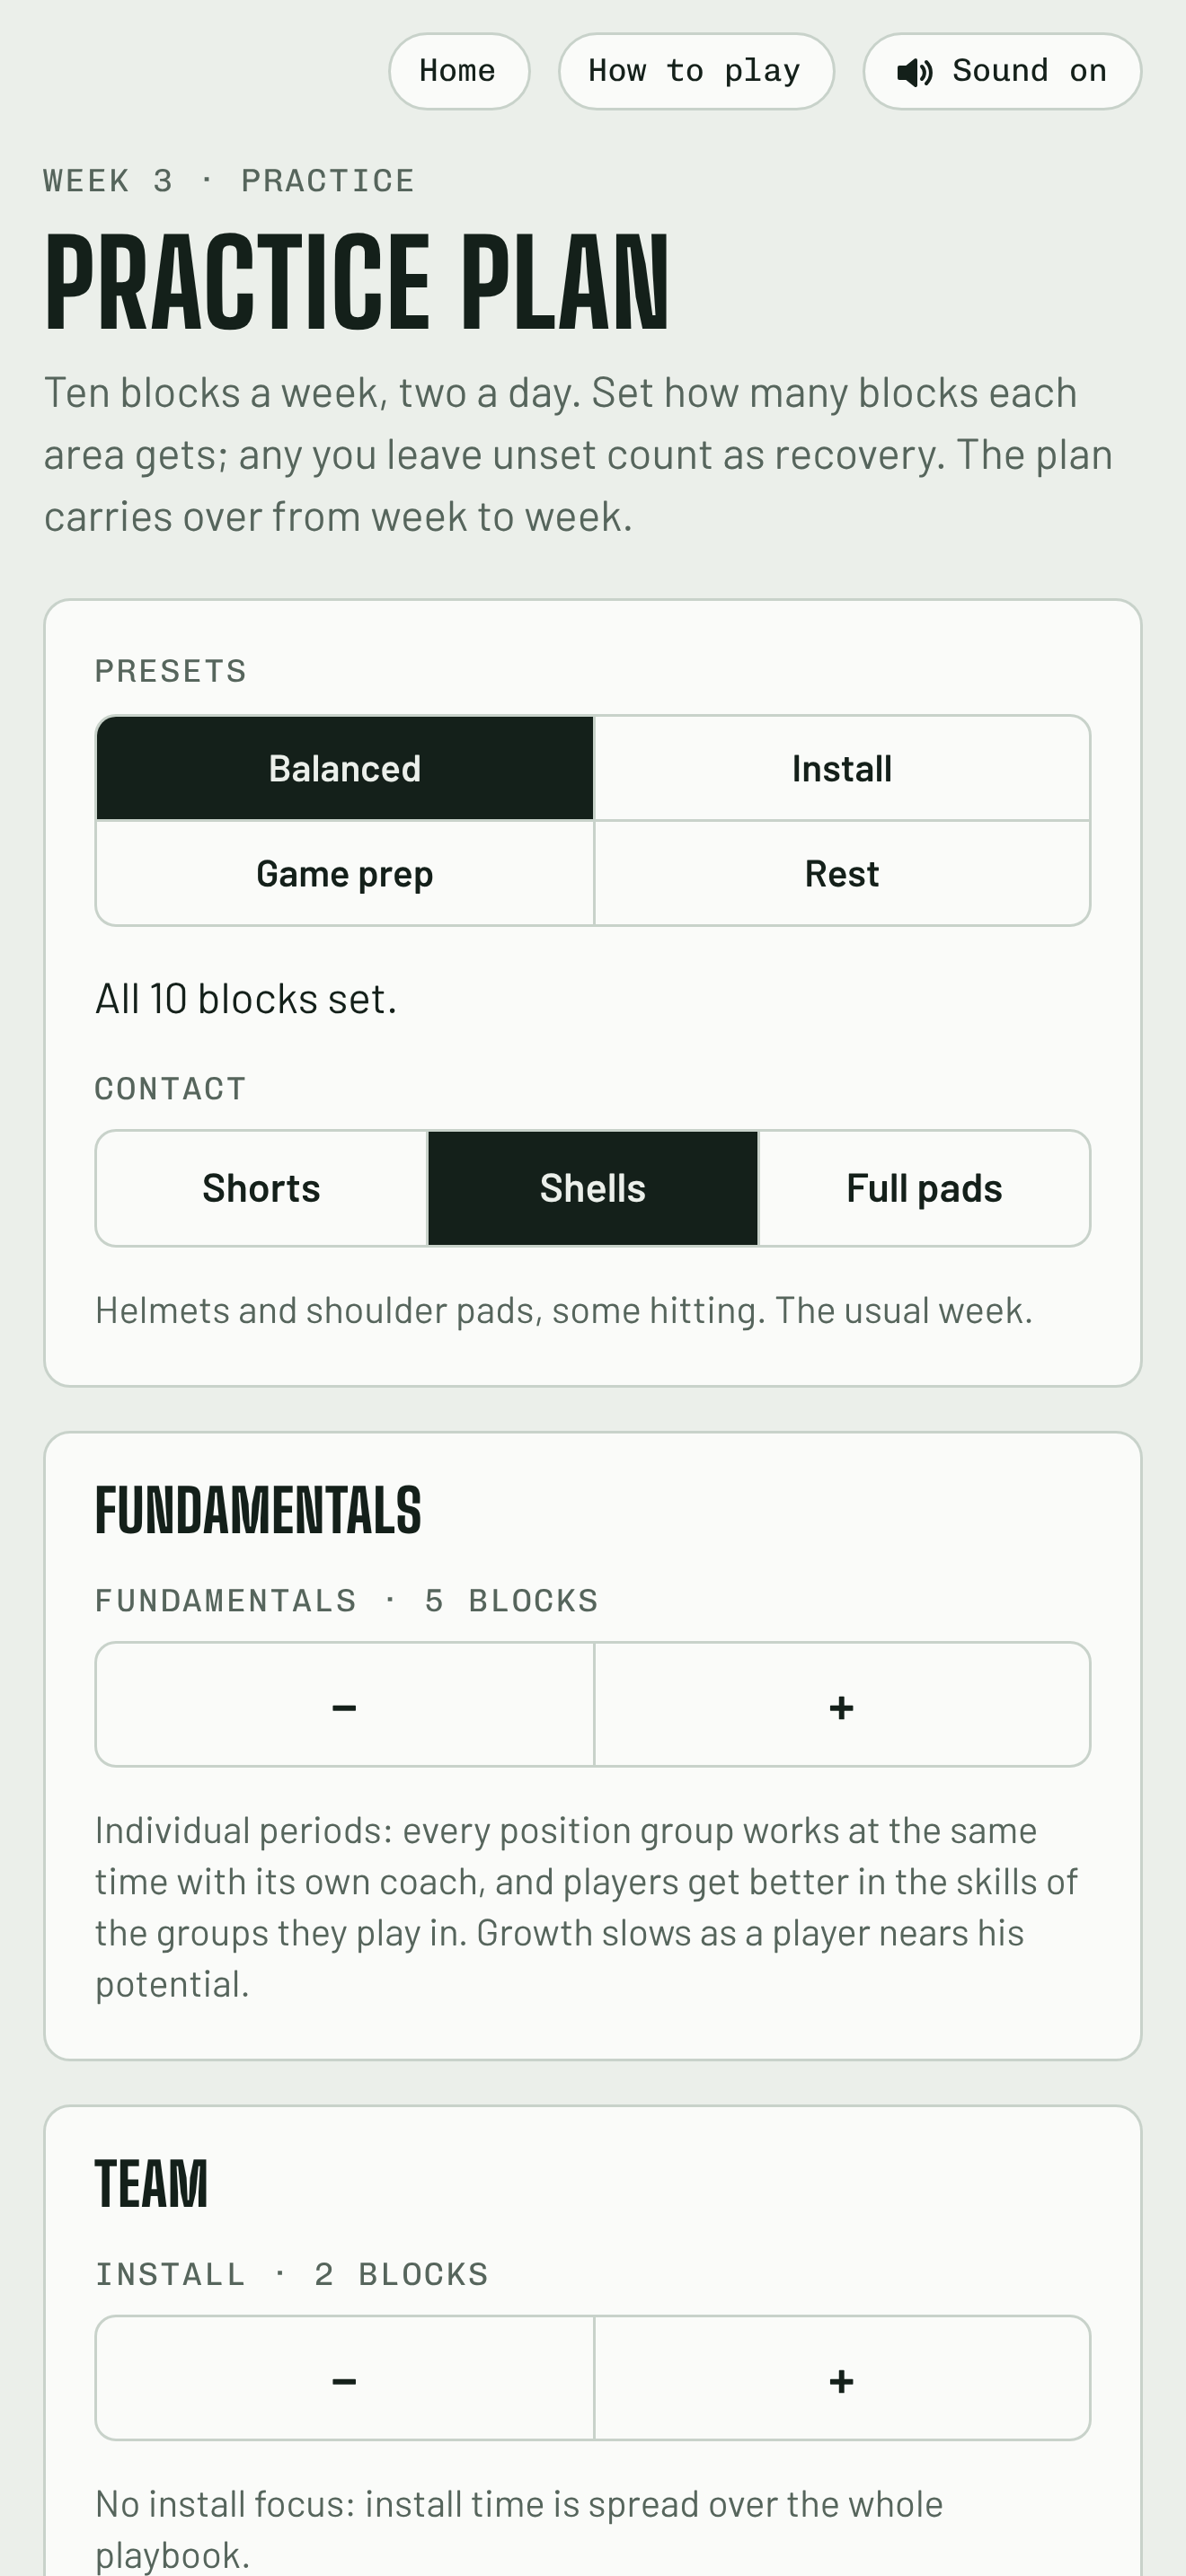 Home
How to play
Sound on
WEEK 3 · PRACTICE
PRACTICE PLAN
Ten blocks a week, two a day. Set how many blocks each
area gets; any you leave unset count as recovery. The plan
carries over from week to week.
PRESETS
Balanced
Install
Game prep
Rest
All 10 blocks set.
CONTACT
Shorts
Shells
Full pads
Helmets and shoulder pads, some hitting. The usual week.
FUNDAMENTALS
FUNDAMENTALS · 5 BLOCKS
− +
Individual periods: every position group works at the same
time with its own coach, and players get better in the skills of
the groups they play in. Growth slows as a player nears his
potential.
TEAM
INSTALL · 2 BLOCKS
− +
No install focus: install time is spread over the whole
playbook.